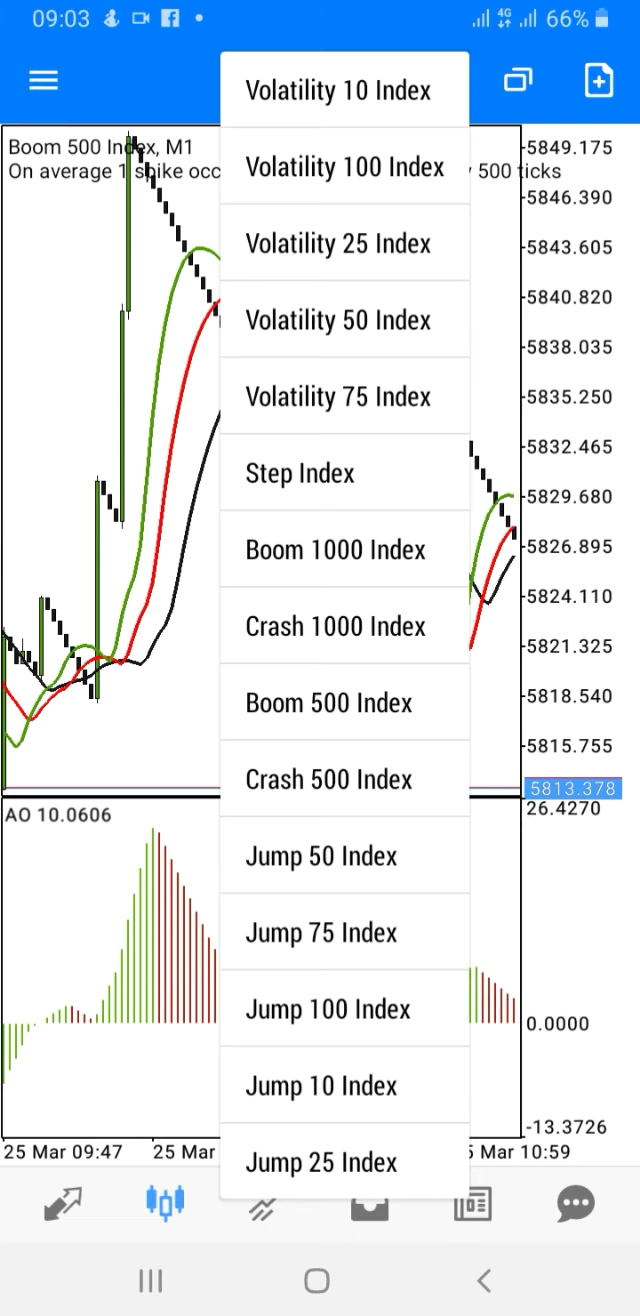 09:03
4G
66%
Volatility 10 Index
Volatility 100 Index
Volatility 25 Index
Volatility 50 Index
Volatility 75 Index
Step Index
Boom 1000 Index
Crash 1000 Index
Boom 500 Index
Crash 500 Index
Jump 50 Index
Jump 75 Index
Jump 100 Index
Jump 10 Index
Jump 25 Index
Boom 500 Index, M1
On average 1 spike occ 500 ticks
5849.175
5846.390
5843.605
5840.820
5838.035
5835.250
5832.465
5829.680
5826.895
5824.110
5821.325
5818.540
5815.755
5813.378
AO 10.0606
26.4270
0.0000
-13.3726
25 Mar 09:47
25 Mar
Mar 10:59